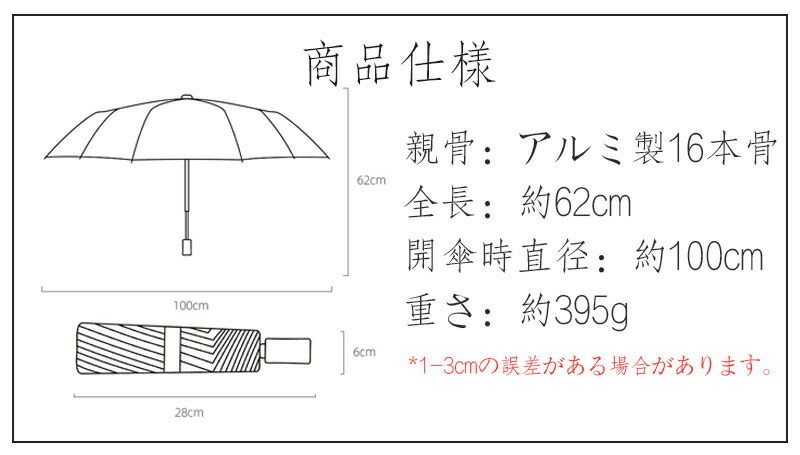 商品仕様
62cm
100cm
6cm
28cm
親骨：アルミ製16本骨
全長：約62cm
開傘時直径：約100cm
重さ：約395g
*1-3cmの誤差がある場合があります。